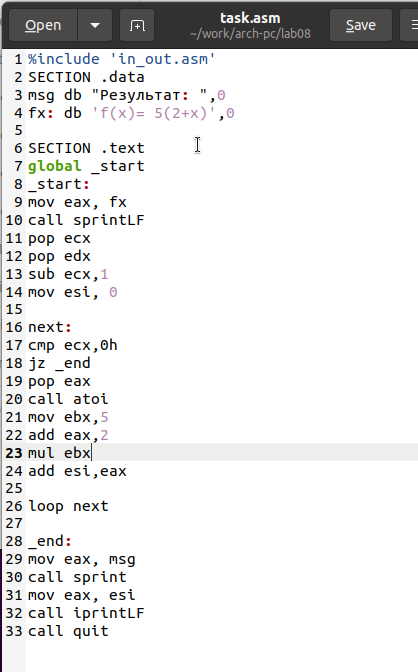 Open
task.asm
~/work/arch-pc/lab08
Save
1 %include 'in_out.asm'
2 SECTION .data
3 msg db "Результат: ",0
4 fx: db 'f(x)= 5(2+x)',0
5
6 SECTION .text
7 global _start
8 _start:
9 mov eax, fx
10 call sprintLF
11 pop ecx
12 pop edx
13 sub ecx,1
14 mov esi, 0
15
16 next:
17 cmp ecx,0h
18 jz _end
19 pop eax
20 call atoi
21 mov ebx,5
22 add eax,2
23 mul ebx
24 add esi,eax
25
26 loop next
27
28 _end:
29 mov eax, msg
30 call sprint
31 mov eax, esi
32 call iprintLF
33 call quit